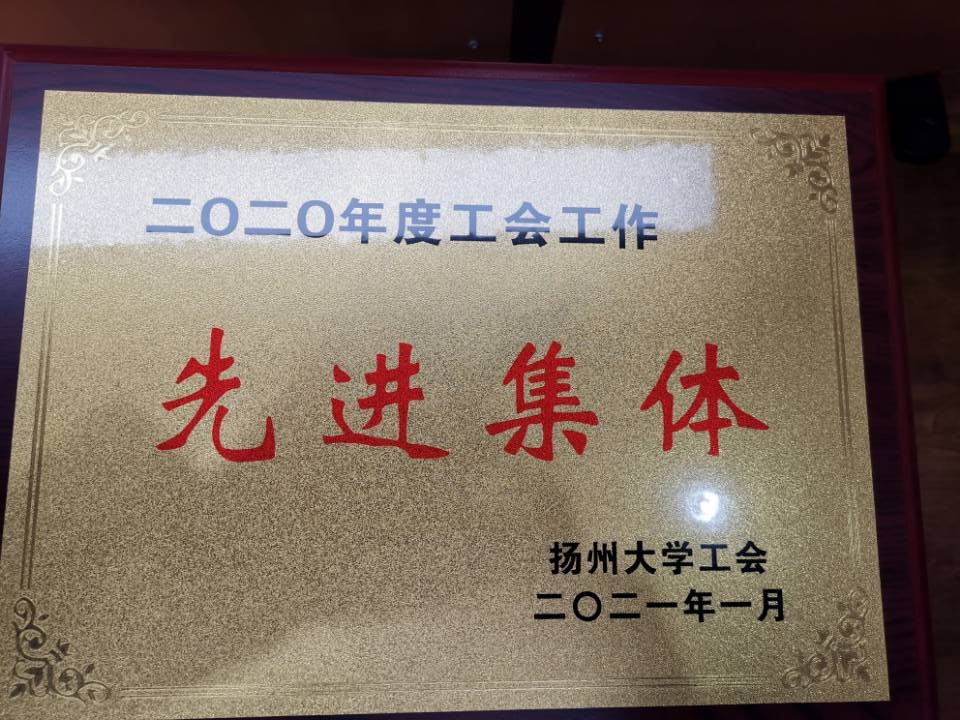 二〇二〇年度工会工作
先进集体
扬州大学工会
二〇二一年一月